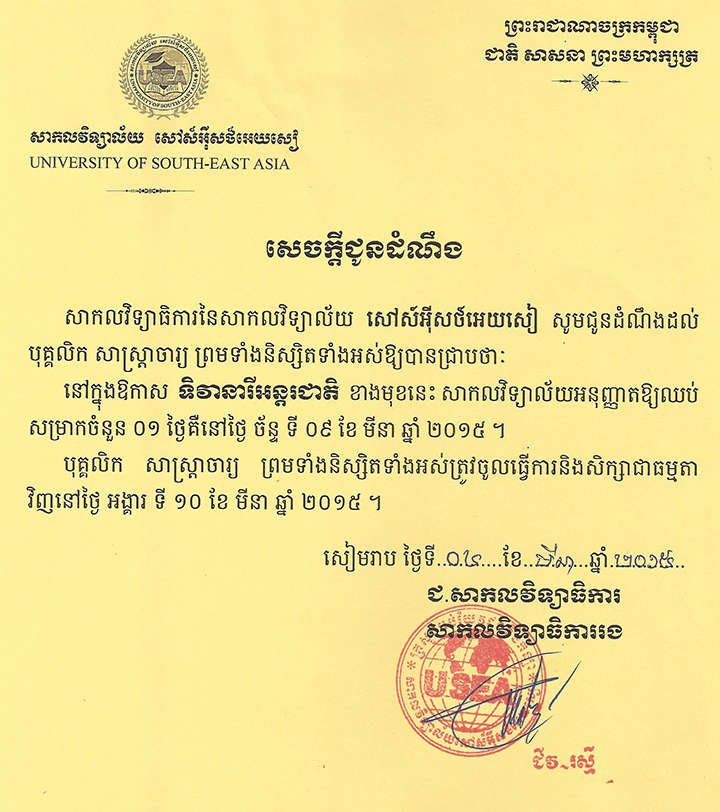 ព្រះរាជាណាចក្រកម្ពុជា
ជាតិ សាសនា ព្រះមហាក្សត្រ
USEA
UNIVERSITY OF SOUTH-EAST ASIA
សាកលវិទ្យាល័យ សៅស៍អ៊ីសថ៍អេយសៀ
UNIVERSITY OF SOUTH-EAST ASIA
សេចក្តីជូនដំណឹង
សាកលវិទ្យាធិការនៃសាកលវិទ្យាល័យ សៅស៍អ៊ីសថ៍អេយសៀ សូមជូនដំណឹងដល់
បុគ្គលិក សាស្ត្រាចារ្យ ព្រមទាំងនិស្សិតទាំងអស់ឱ្យបានជ្រាបថាៈ
នៅក្នុងឱកាស ទិវានារីអន្តរជាតិ ខាងមុខនេះ សាកលវិទ្យាល័យអនុញ្ញាតឱ្យឈប់
សម្រាកចំនួន ០១ ថ្ងៃគឺនៅថ្ងៃ ច័ន្ទ ទី ០៩ ខែ មីនា ឆ្នាំ ២០១៥ ។
បុគ្គលិក សាស្ត្រាចារ្យ ព្រមទាំងនិស្សិតទាំងអស់ត្រូវចូលធ្វើការនិងសិក្សាជាធម្មតា
វិញនៅថ្ងៃ អង្គារ ទី ១០ ខែ មីនា ឆ្នាំ ២០១៥ ។
សៀមរាប ថ្ងៃទី..០៤....ខែ..មីនា...ឆ្នាំ.២០១៥..
ជ.សាកលវិទ្យាធិការ
សាកលវិទ្យាធិការរង
USEA
ជីវ រស្មី